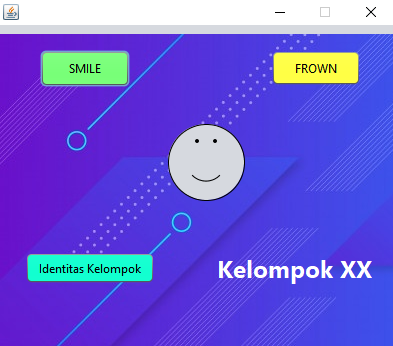 SMILE
FROWN
Identitas Kelompok
Kelompok XX